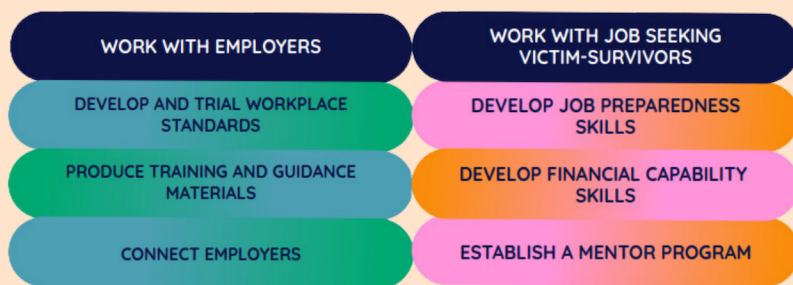 WORK WITH EMPLOYERS
DEVELOP AND TRIAL WORKPLACE
STANDARDS
PRODUCE TRAINING AND GUIDANCE
MATERIALS
CONNECT EMPLOYERS
WORK WITH JOB SEEKING
VICTIM-SURVIVORS
DEVELOP JOB PREPAREDNESS
SKILLS
DEVELOP FINANCIAL CAPABILITY
SKILLS
ESTABLISH A MENTOR PROGRAM